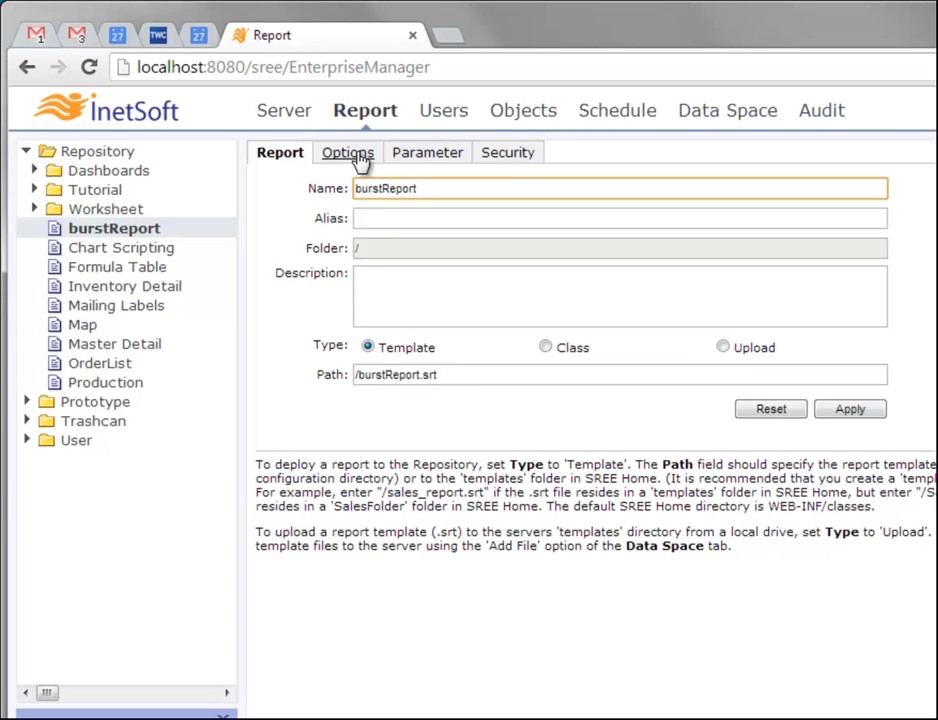 1
3
27
TWC
27
Report
localhost:8080/sree/EnterpriseManager
inetSoft
Server Report Users Objects Schedule Data Space Audit
Repository
Dashboards
Tutorial
Worksheet
burstReport
Chart Scripting
Formula Table
Inventory Detail
Mailing Labels
Map
Master Detail
OrderList
Production
Prototype
Trashcan
User
Report Options Parameter Security
Name: burstReport
Alias:
Folder: /
Description:
Type: Template Class Upload
Path: /burstReport.srt
Reset Apply
To deploy a report to the Repository, set Type to 'Template'. The Path field should specify the report template
configuration directory) or to the 'templates' folder in SREE Home. (It is recommended that you create a 'templ
For example, enter "/sales_report.srt" if the .srt file resides in a 'templates' folder in SREE Home, but enter "/S
resides in a 'SalesFolder' folder in SREE Home. The default SREE Home directory is WEB-INF/classes.
To upload a report template (.srt) to the servers 'templates' directory from a local drive, set Type to 'Upload'.
template files to the server using the 'Add File' option of the Data Space tab.